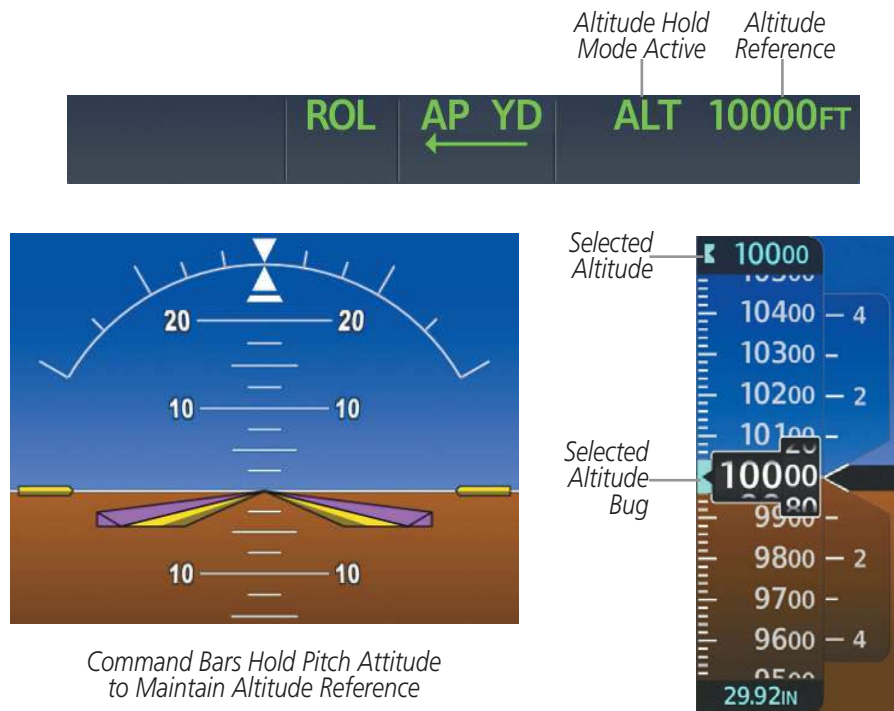 Altitude Hold
Mode Active
Altitude
Reference
ROL AP YD ALT 10000FT
20 20
10 10
10 10
Command Bars Hold Pitch Attitude
to Maintain Altitude Reference
Selected
Altitude
10000
10400 4
10300
10200 2
Selected
Altitude
Bug
10000
80
9800 2
9700
9600 4
29.92IN